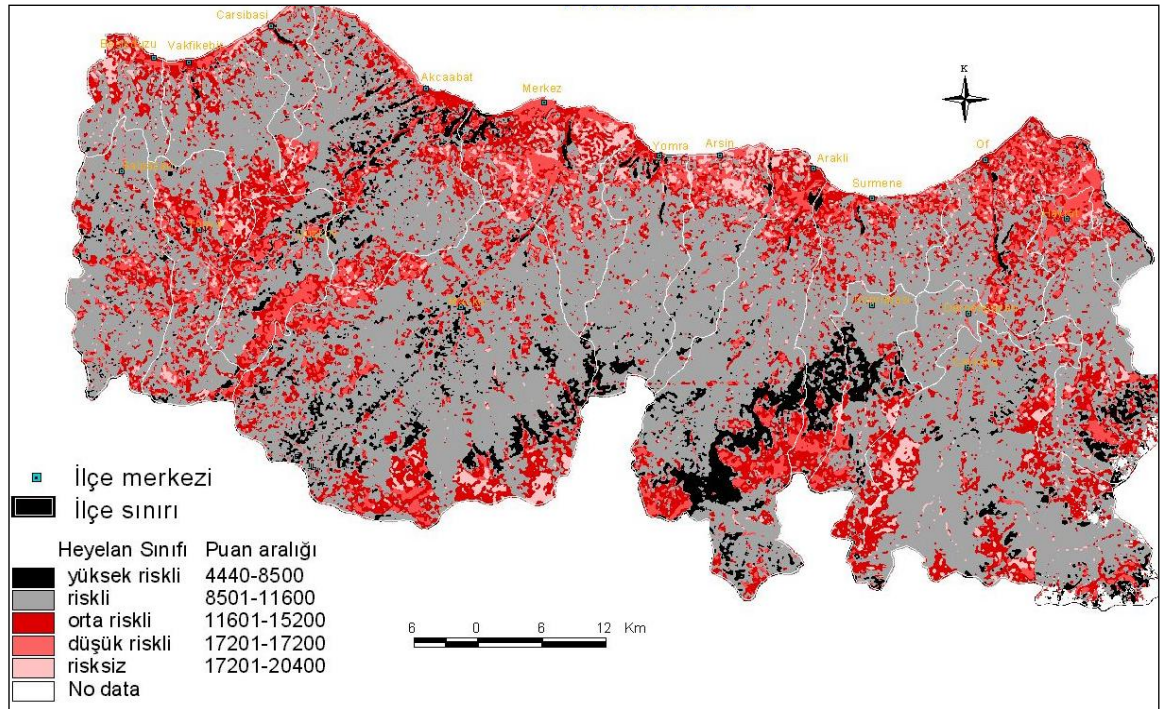 Carsibasi
Vakfikebir
Akcaabat
Merkez
K
Yomra
Arsin
Arakli
Surmene
Of
İlçe merkezi
İlçe sınırı
Heyelan Sınıfı Puan aralığı
yüksek riskli 4440-8500
riskli 8501-11600
orta riskli 11601-15200
düşük riskli 17201-17200
risksiz 17201-20400
No data
6 0 6 12 Km